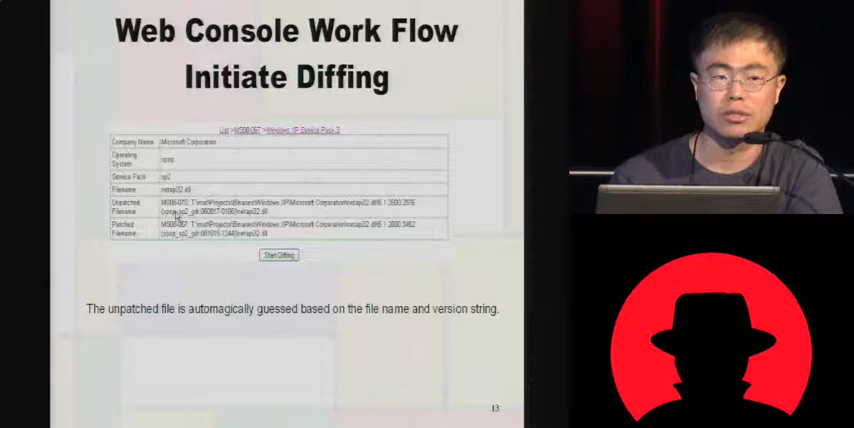 Web Console Work Flow
Initiate Diffing
List >MS08-067 >Windows XP Service Pack 3
Company Name Microsoft Corporation
Operating
System
Service Pack sp2
Filename netapi32.dll
Unpatched
Filename
Patched
Filename
Start Diffing
The unpatched file is automagically guessed based on the file name and version string.
13